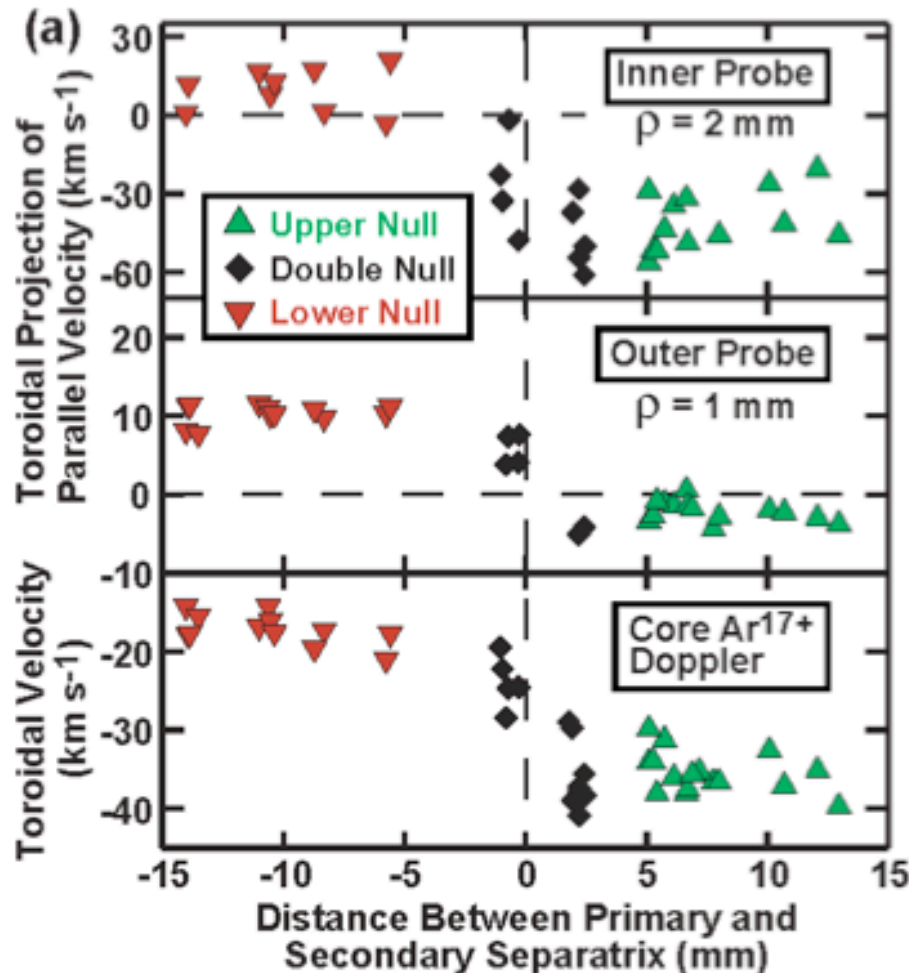 (a)
Toroidal Projection of
Parallel Velocity (km s-1)
30
0
-30
-60
Inner Probe
ρ = 2 mm
Upper Null
Double Null
Lower Null
20
10
0
-10
Outer Probe
ρ = 1 mm
Toroidal Velocity
(km s-1)
-20
-30
-40
Core Ar17+
Doppler
-15 -10 -5 0 5 10 15
Distance Between Primary and
Secondary Separatrix (mm)